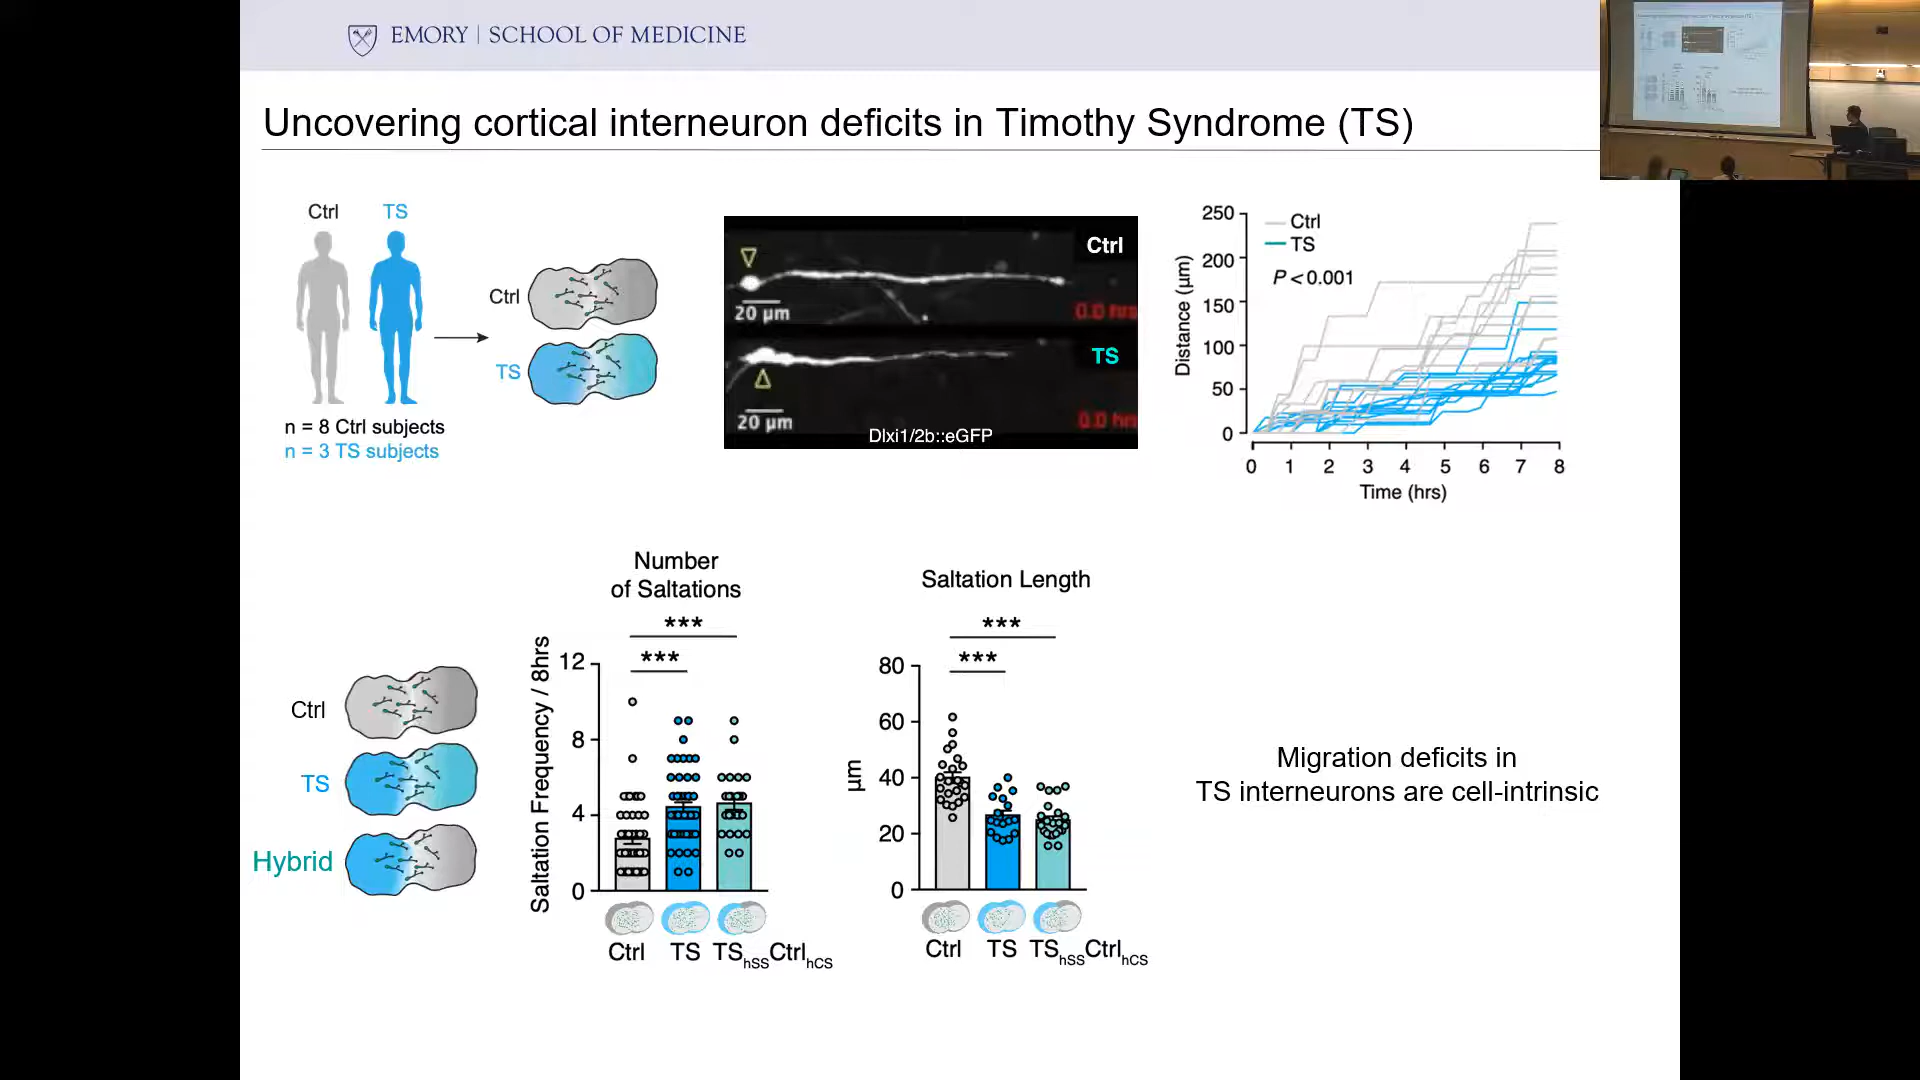 EMORY | SCHOOL OF MEDICINE
Uncovering cortical interneuron deficits in Timothy Syndrome (TS)
Ctrl
TS
Ctrl
TS
n = 8 Ctrl subjects
n = 3 TS subjects
Ctrl
20 µm
0.0 hrs
TS
20 µm
0.0 hrs
Dlxi1/2b::eGFP
Ctrl
TS
P < 0.001
Distance (µm)
250
200
150
100
50
0
0 1 2 3 4 5 6 7 8
Time (hrs)
Ctrl
TS
Hybrid
Number
of Saltations
***
***
Saltation Frequency / 8hrs
12
8
4
0
Ctrl TS TShSSCtrlhCS
Saltation Length
***
***
µm
80
60
40
20
0
Ctrl TS TShSSCtrlhCS
Migration deficits in
TS interneurons are cell-intrinsic